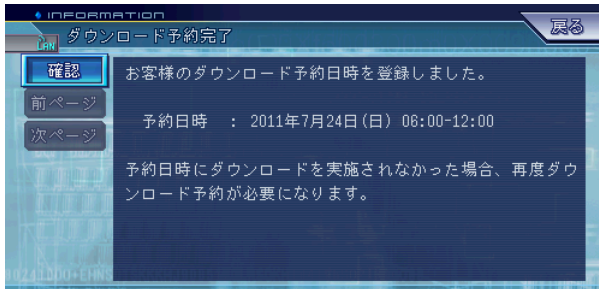 INFORMATION
LAN
ダウンロード予約完了
戻る
確認
前ページ
次ページ
お客様のダウンロード予約日時を登録しました。
予約日時 : 2011年7月24日(日) 06:00-12:00
予約日時にダウンロードを実施されなかった場合、再度ダウ
ンロード予約が必要になります。